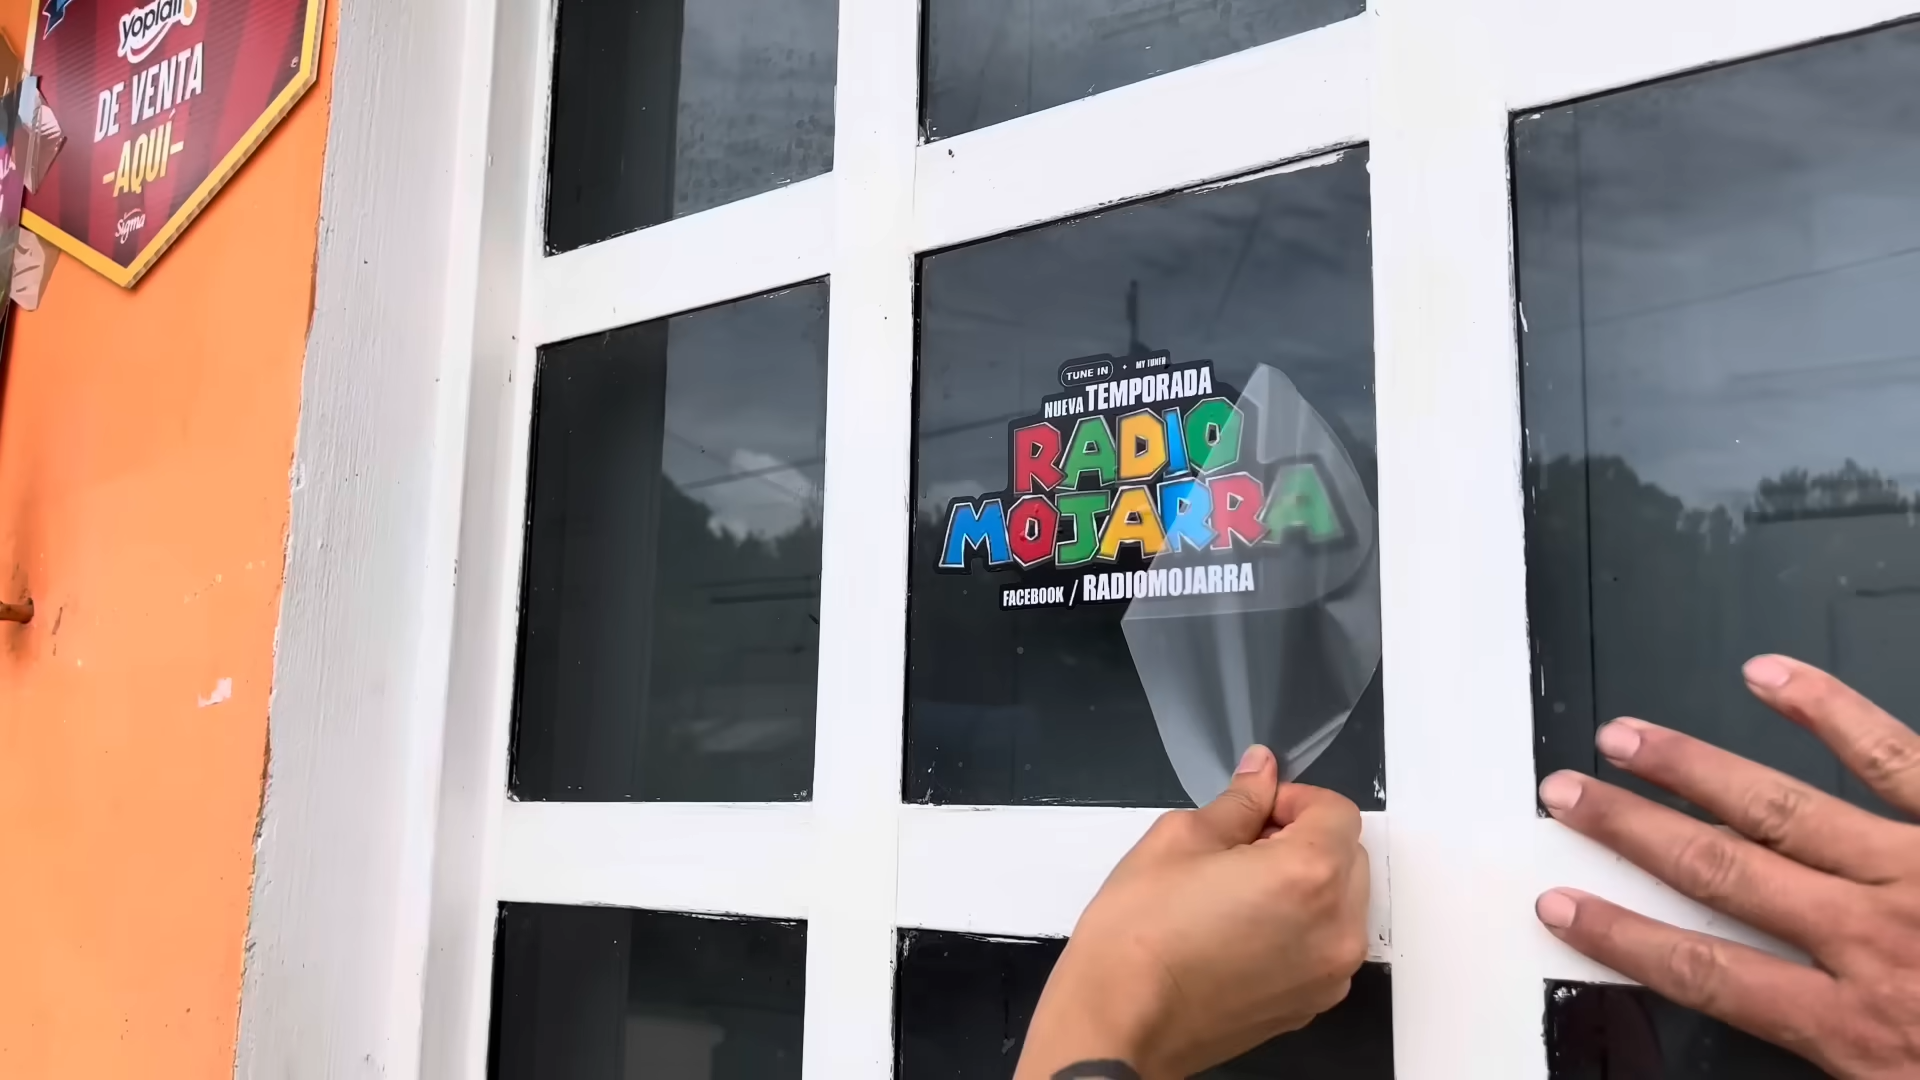 Yoplait
DE VENTA
-AQUÍ-
Sigma
TUNE IN • MY TUNER
NUEVA TEMPORADA
RADIO
MOJARRA
FACEBOOK / RADIOMOJARRA